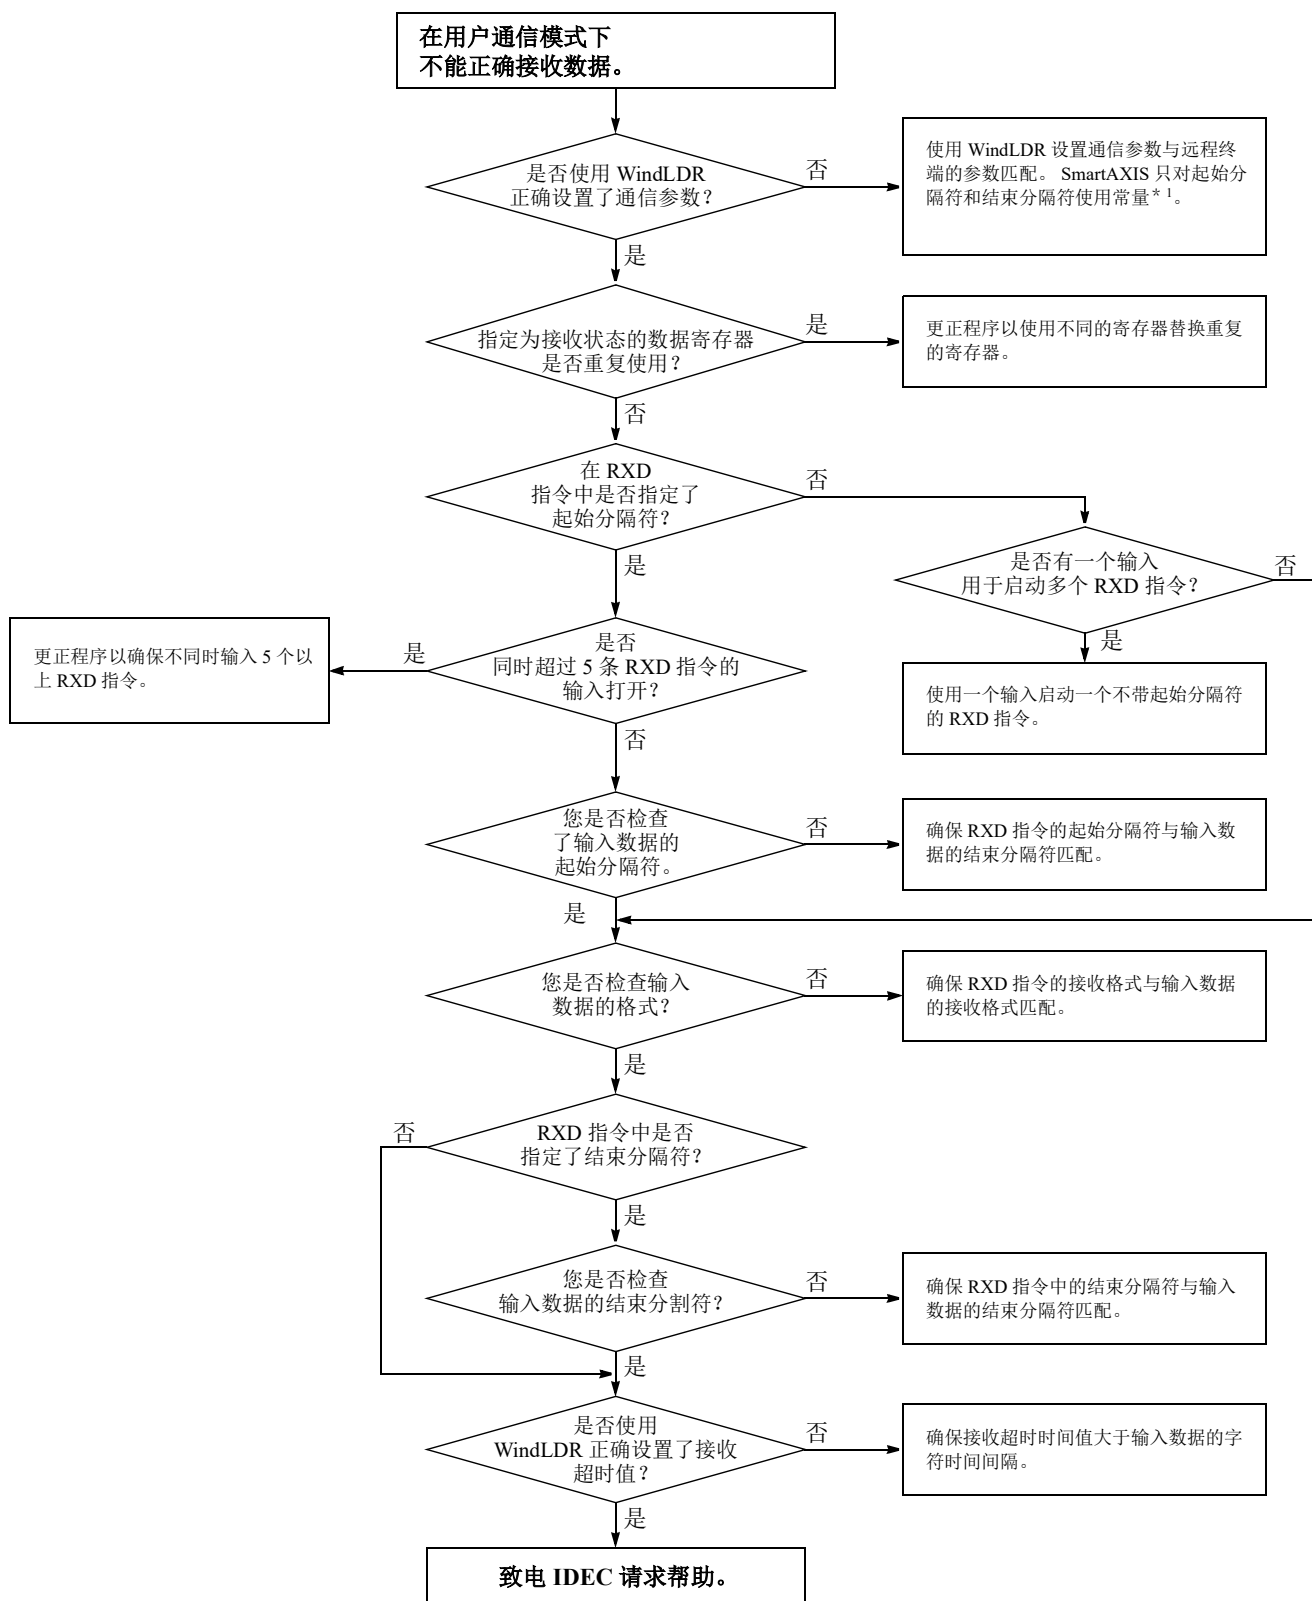 在用户通信模式下
不能正确接收数据。
是否使用 WindLDR
正确设置了通信参数？
否
使用 WindLDR 设置通信参数与远程终
端的参数匹配。 SmartAXIS 只对起始分
隔符和结束分隔符使用常量＊1。
是
指定为接收状态的数据寄存器
是否重复使用？
是
更正程序以使用不同的寄存器替换重复
的寄存器。
否
在 RXD
指令中是否指定了
起始分隔符？
否
是否有一个输入
用于启动多个 RXD 指令？
否
是
是
使用一个输入启动一个不带起始分隔符
的 RXD 指令。
是否
同时超过 5 条 RXD 指令的
输入打开？
是
更正程序以确保不同时输入 5 个以
上 RXD 指令。
否
您是否检查
了输入数据的
起始分隔符。
否
确保 RXD 指令的起始分隔符与输入数
据的结束分隔符匹配。
是
您是否检查输入
数据的格式？
否
确保 RXD 指令的接收格式与输入数据
的接收格式匹配。
是
RXD 指令中是否
指定了结束分隔符？
否
是
您是否检查
输入数据的结束分割符？
否
确保 RXD 指令中的结束分隔符与输入
数据的结束分隔符匹配。
是
是否使用
WindLDR 正确设置了接收
超时值？
否
确保接收超时时间值大于输入数据的字
符时间间隔。
是
致电 IDEC 请求帮助。